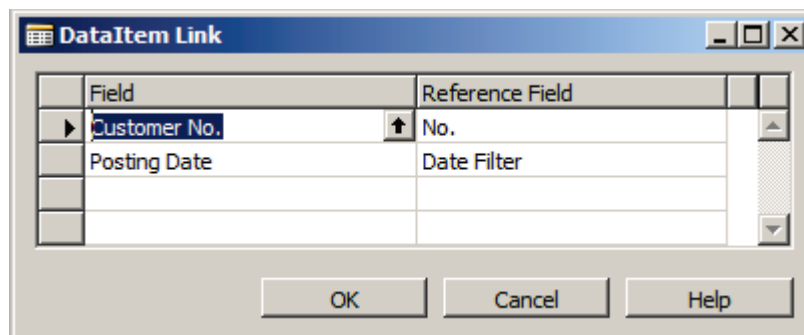 DataItem Link
Field Reference Field
Customer No. No.
Posting Date Date Filter
OK Cancel Help